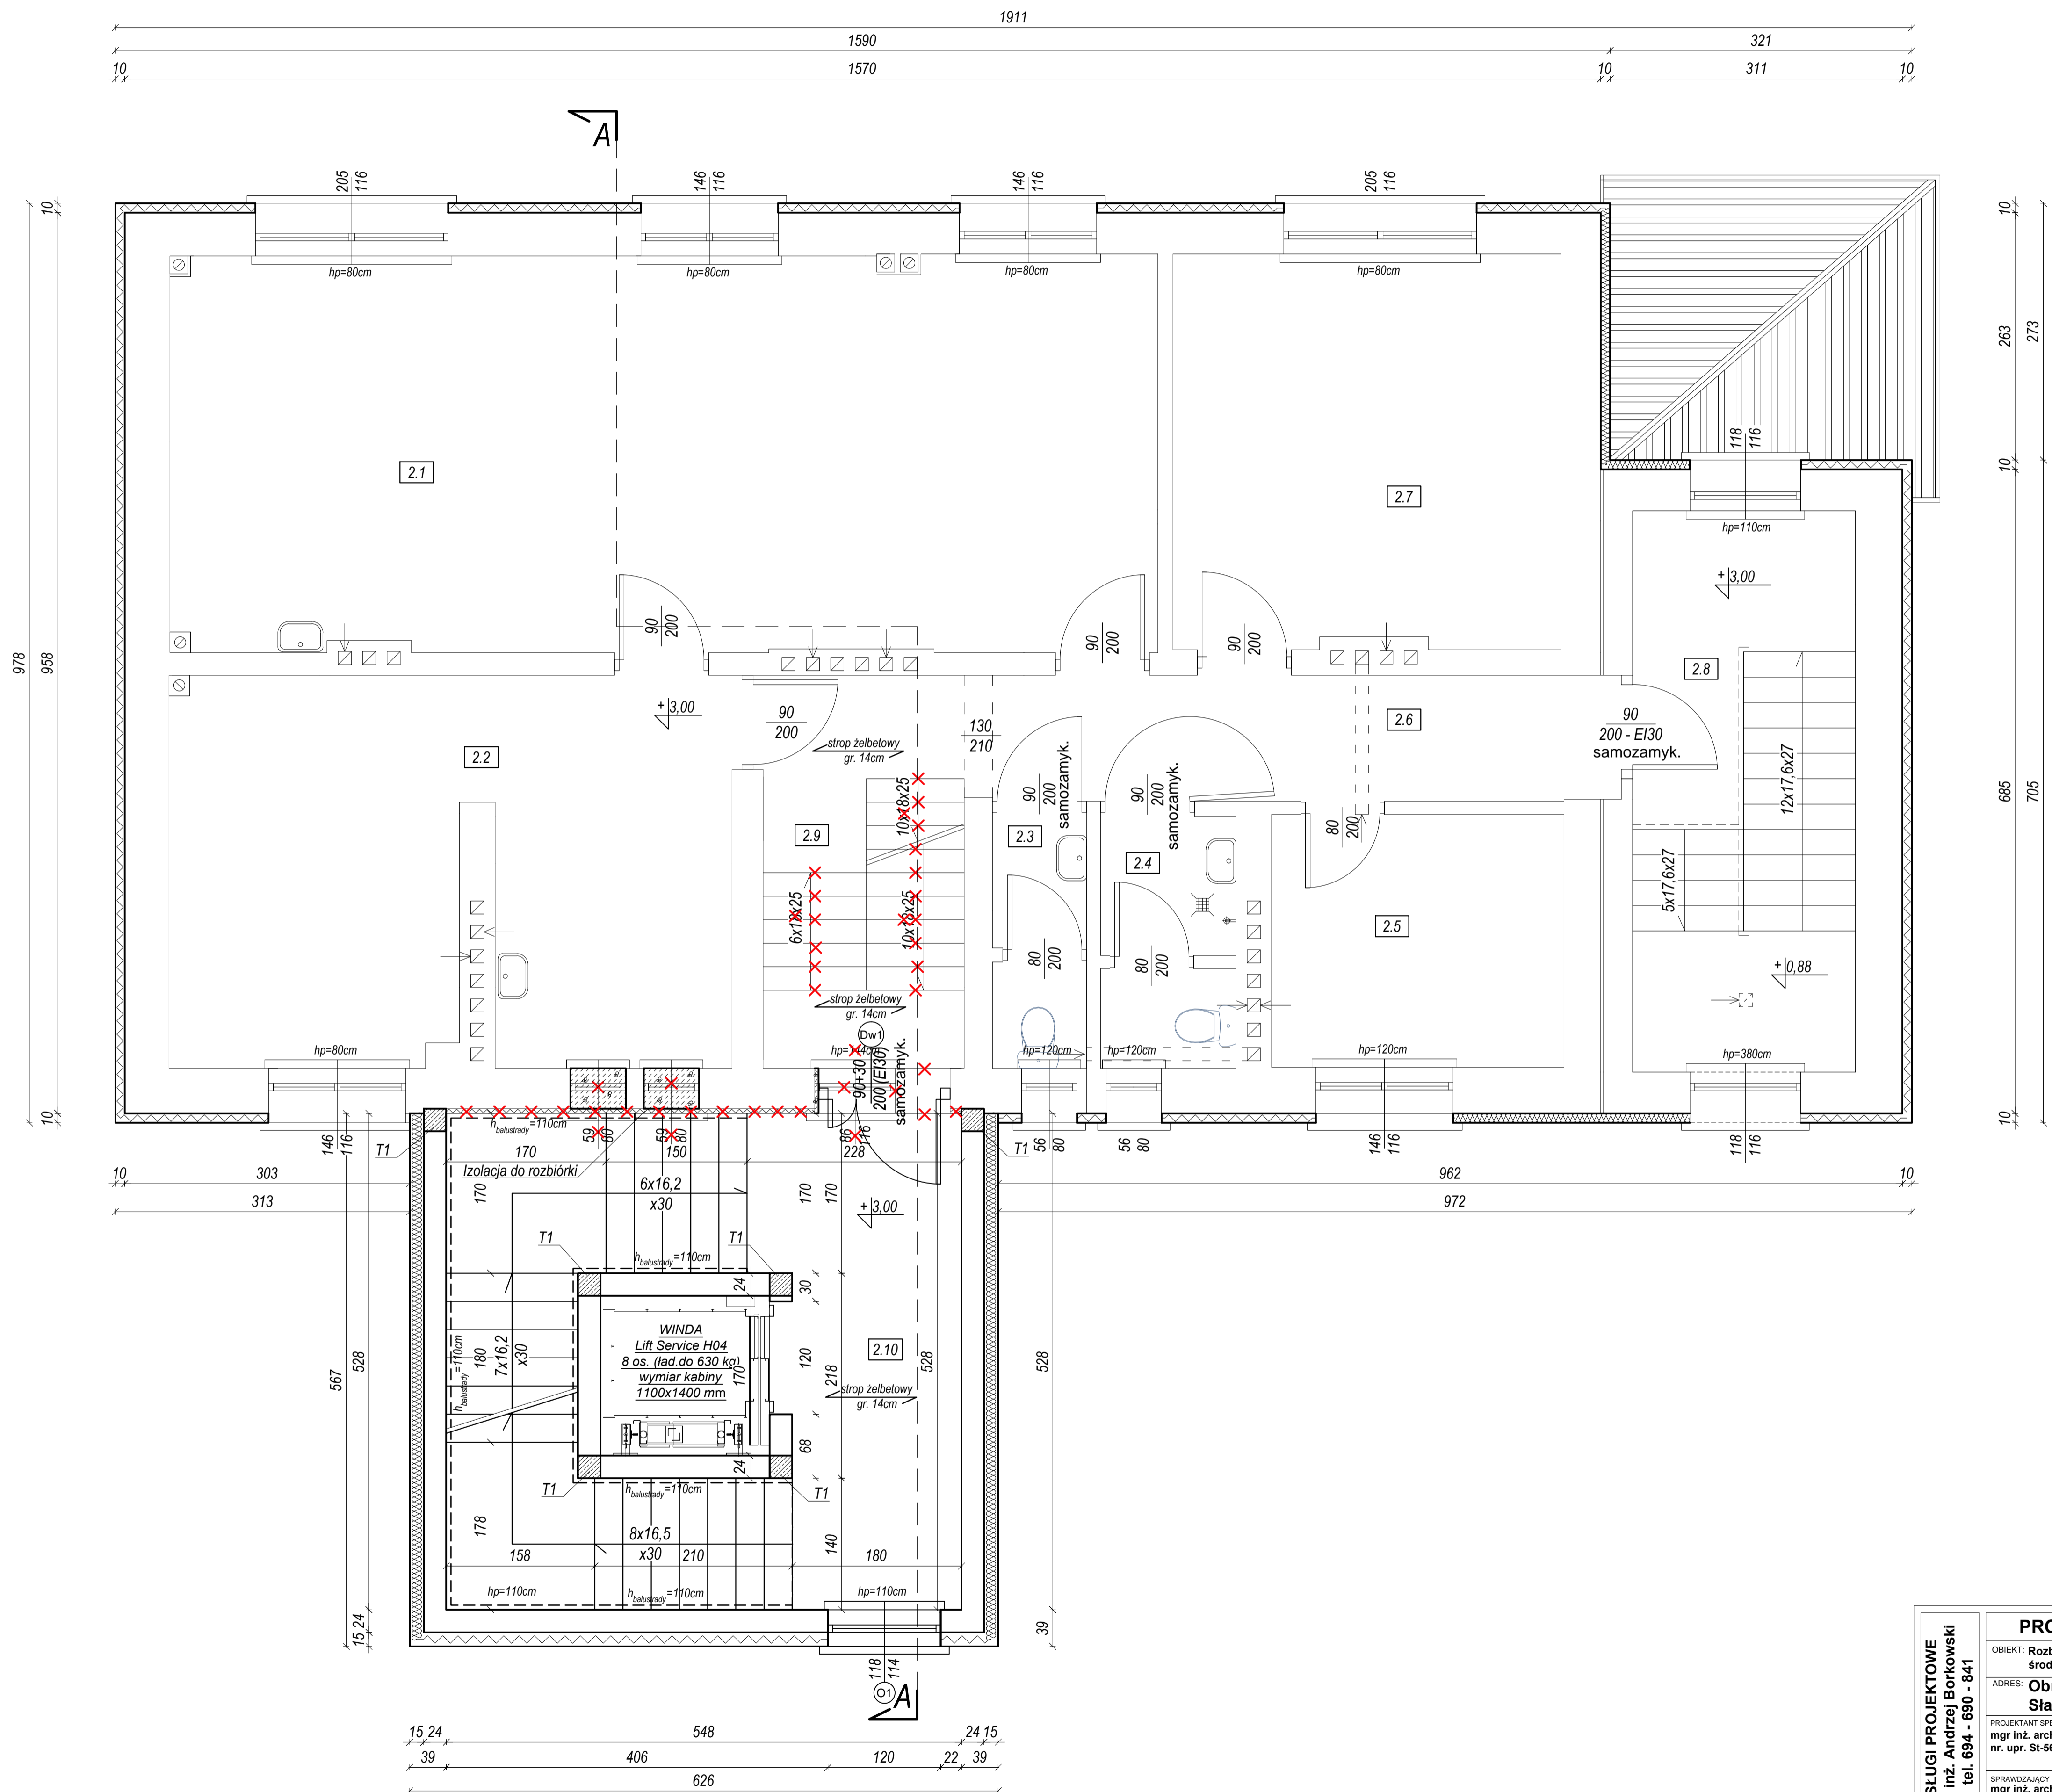 1911
1590
321
10
1570
10
311
10
A
205
116
146
116
146
116
205
116
hp=80cm
hp=80cm
hp=80cm
hp=80cm
978
958
10
10
10
263
273
10
685
705
10
118
116
hp=110cm
+3,00
2.1
2.7
2.8
90
200
90
200
90
200
+3,00
90
200
strop żelbetowy
gr. 14cm
130
210
2.6
90
200 - EI30
samozamyk.
2.2
2.9
90
200
samozamyk.
90
200
samozamyk.
2.3
2.4
80
200
2.5
12x17,6x27
5x17,6x27
+0,88
10x18x25
6x18x25
10x18x25
80
200
80
200
strop żelbetowy
gr. 14cm
Dw1
90+30
200 (EI30)
samozamyk.
hp=80cm
hp=120cm
hp=120cm
hp=120cm
hp=380cm
146
116
59
80
59
80
86
116
56
80
56
80
146
116
118
116
T1
T1
h balustrady =110cm
170
150
228
Izolacja do rozbiórki
10
303
313
962
10
972
6x16,2
x30
170
170
170
+3,00
T1
T1
h balustrady =110cm
24
30
WINDA
Lift Service H04
8 os. (ład.do 630 kg)
wymiar kabiny
1100x1400 mm
170
120
218
2.10
528
528
567
528
h balustrady =110cm
180
7x16,2
x30
strop żelbetowy
gr. 14cm
68
24
T1
T1
h balustrady =110cm
178
8x16,5
x30
158
210
140
180
hp=110cm
h balustrady =110cm
hp=110cm
24
15
39
118
114
O1
A
15
24
548
24
15
39
406
120
22
39
626
inż. Andrzej Borkowski
tel. 694 - 690 - 841
OBIEKT:
ADRES:
mgr inż. arch